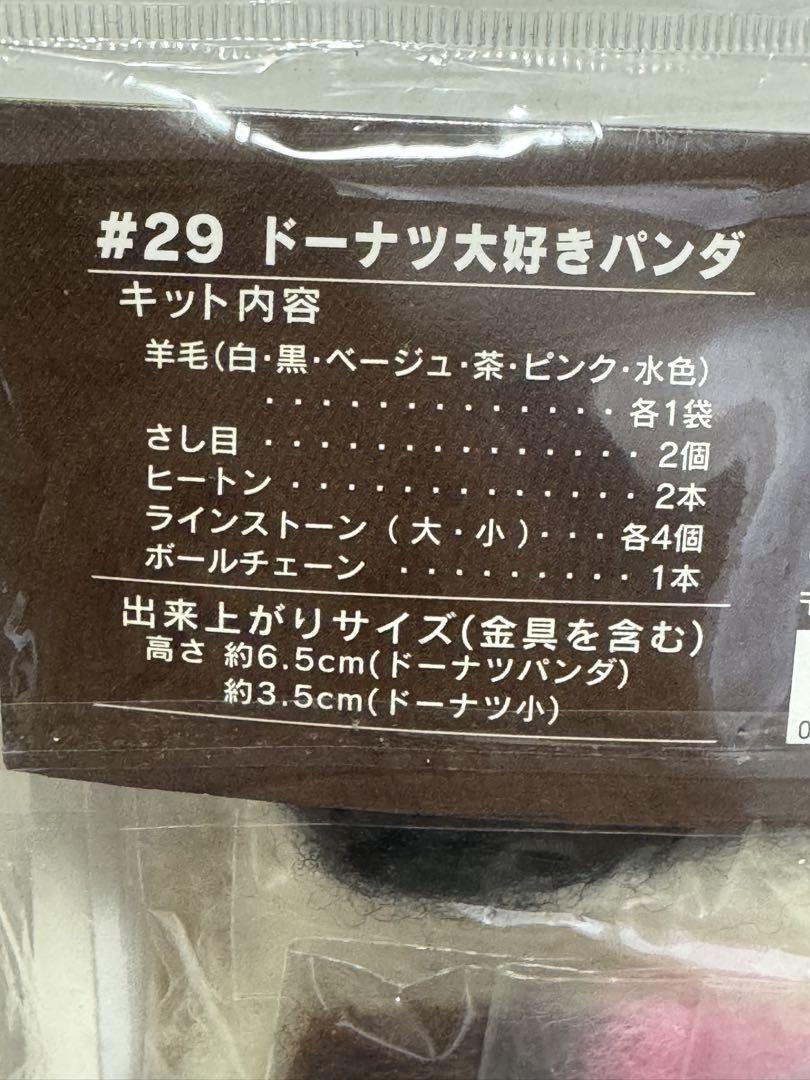 #29 ドーナツ大好きパンダ
キット内容
羊毛(白・黒・ベージュ・茶・ピンク・水色)
・・・・・・・・・・・・・各1袋
さし目 ・・・・・・・・・・・・・・ 2個
ヒートン ・・・・・・・・・・・・・ 2本
ラインストーン (大・小)・・・各4個
ボールチェーン ・・・・・・・・・1本
出来上がりサイズ(金具を含む)
高さ 約6.5cm(ドーナツパンダ)
約3.5cm(ドーナツ小)
0